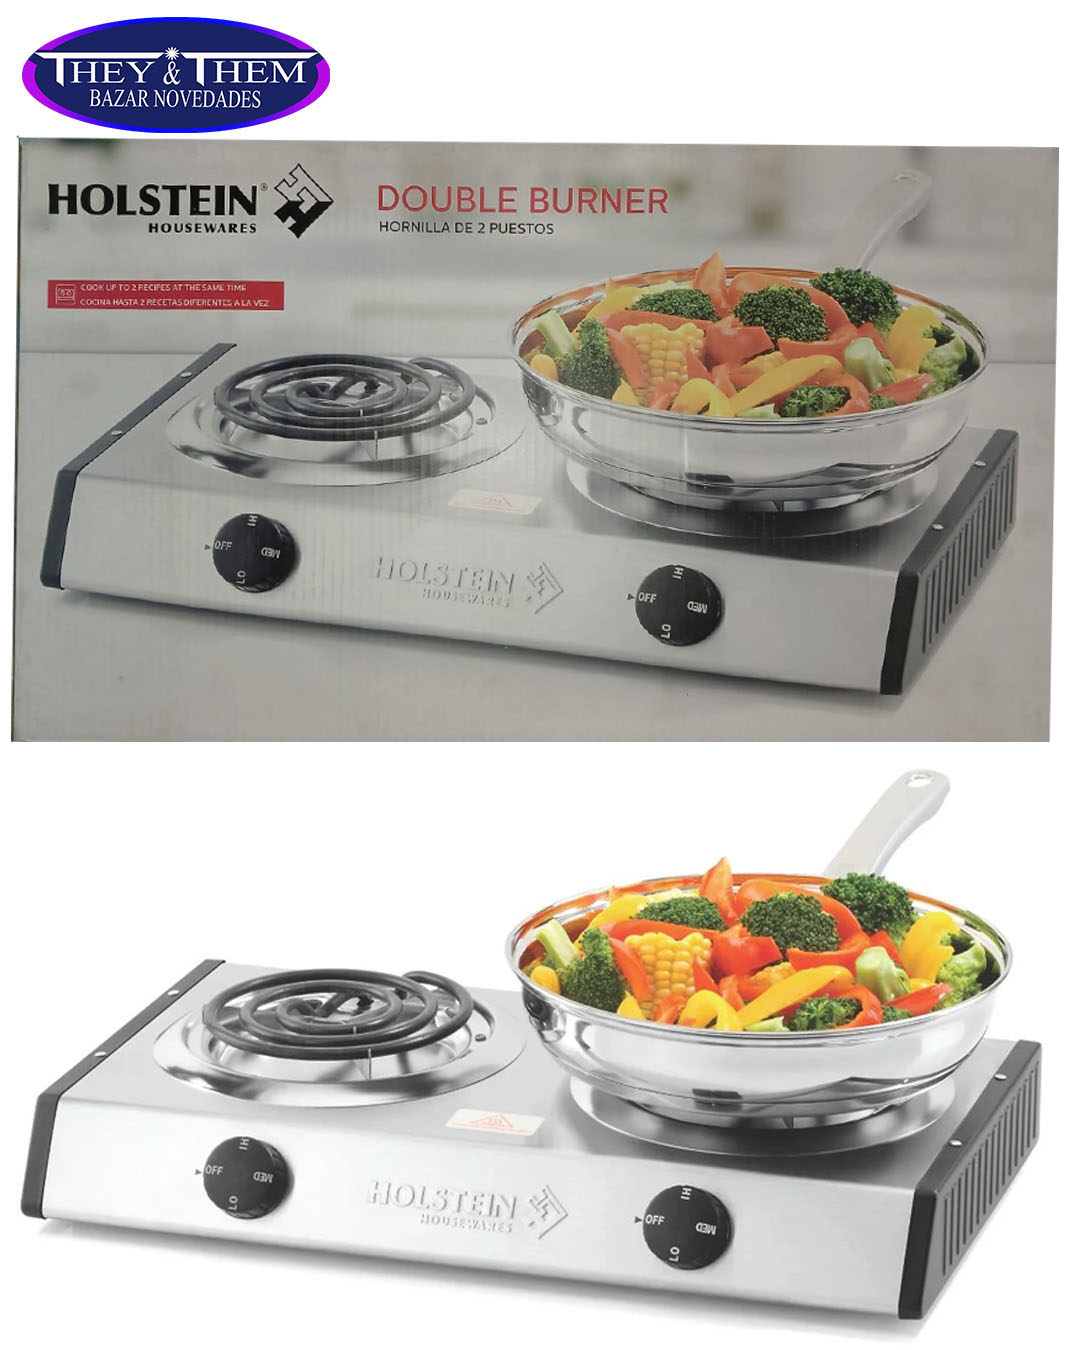 THEY & THEM
BAZAR NOVEDADES
HOLSTEIN®
HOUSEWARES
DOUBLE BURNER
HORNILLA DE 2 PUESTOS
COOK UP TO 2 RECIPES AT THE SAME TIME
COCINA HASTA 2 RECETAS DIFERENTES A LA VEZ
HI
OFF
MED
LO
HOLSTEIN
HOUSEWARES
HI
OFF
MED
LO
HI
OFF
MED
LO
HOLSTEIN
HOUSEWARES
HI
OFF
MED
LO